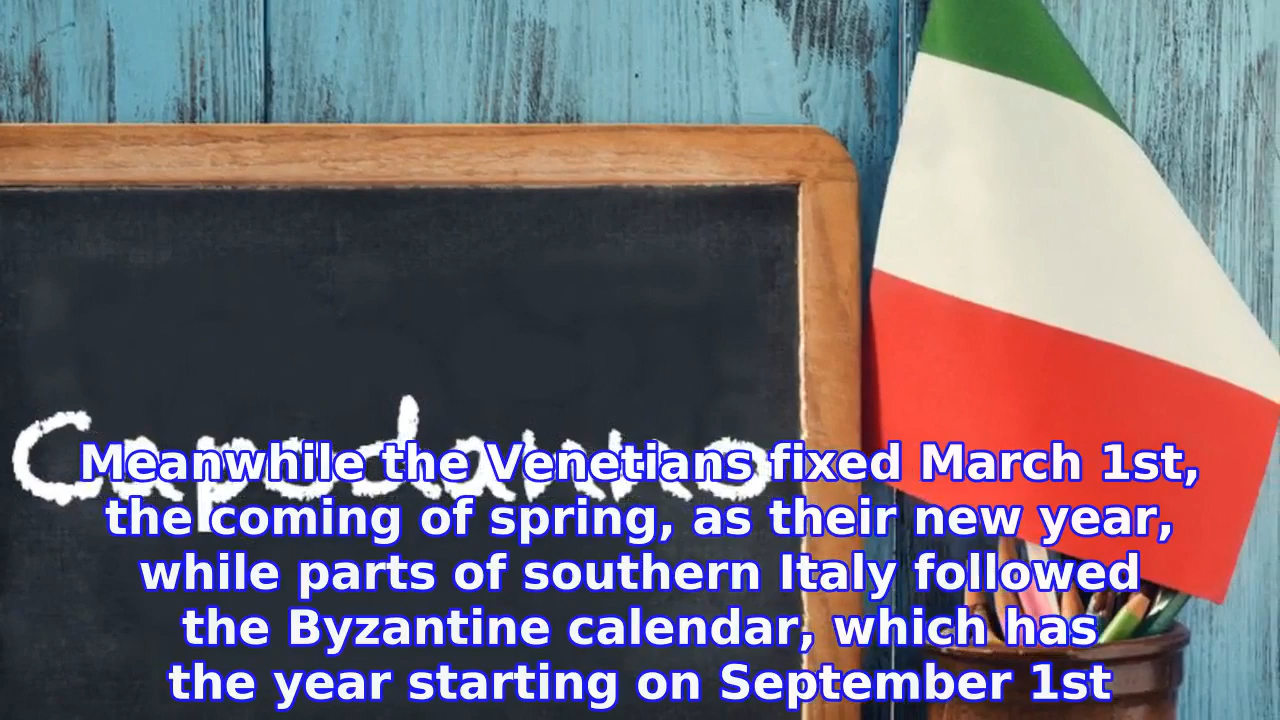 Capodanno
Meanwhile the Venetians fixed March 1st,
the coming of spring, as their new year,
while parts of southern Italy followed
the Byzantine calendar, which has
the year starting on September 1st